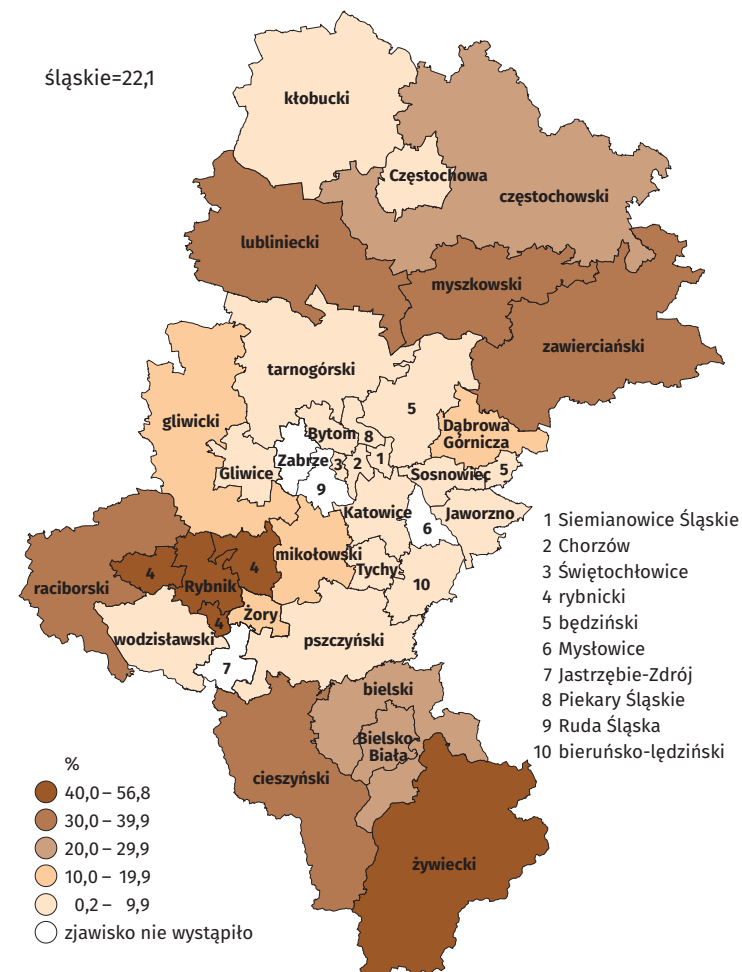 śląskie=22,1
kłobucki
Częstochowa
częstochowski
lubliniecki
myszkowski
zawierciański
tarnogórski
5
gliwicki
Dąbrowa
Górnicza
Bytom
8
Zabrze
3
2
1
Gliwice
Sosnowiec
5
9
Katowice
6
Jaworzno
mikołowski
4
4
Rybnik
Tychy
10
raciborski
4
Żory
wodzisławski
pszczyński
7
bielski
Bielsko-
Biała
cieszyński
żywiecki
1 Siemianowice Śląskie
2 Chorzów
3 Świętochłowice
4 rybnicki
5 będziński
6 Mysłowice
7 Jastrzębie-Zdrój
8 Piekary Śląskie
9 Ruda Śląska
10 bieruńsko-lędziński
%
40,0 – 56,8
30,0 – 39,9
20,0 – 29,9
10,0 – 19,9
0,2 – 9,9
zjawisko nie wystąpiło